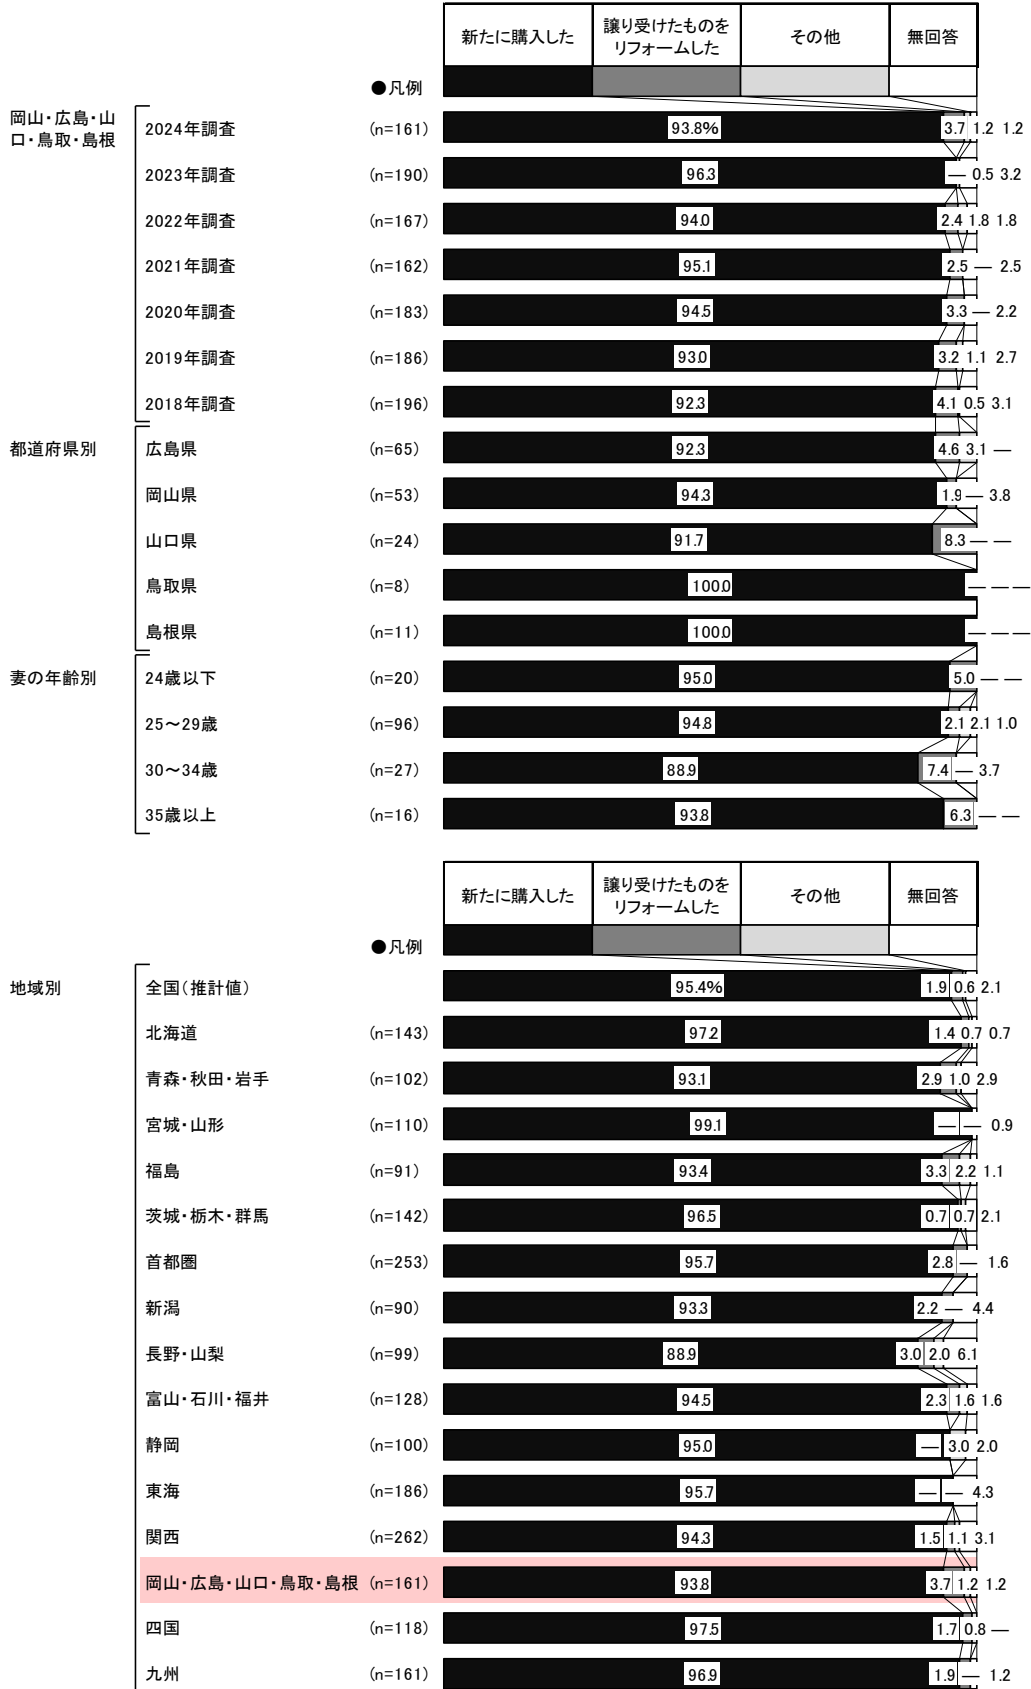 新たに購入した 譲り受けたものをリフォームした その他 無回答
●凡例
岡山・広島・山口・鳥取・島根
2024年調査 (n=161) 93.8% 3.7 1.2 1.2
2023年調査 (n=190) 96.3 — 0.5 3.2
2022年調査 (n=167) 94.0 2.4 1.8 1.8
2021年調査 (n=162) 95.1 2.5 — 2.5
2020年調査 (n=183) 94.5 3.3 — 2.2
2019年調査 (n=186) 93.0 3.2 1.1 2.7
2018年調査 (n=196) 92.3 4.1 0.5 3.1
都道府県別 広島県 (n=65) 92.3 4.6 3.1 —
岡山県 (n=53) 94.3 1.9 — 3.8
山口県 (n=24) 91.7 8.3 — —
鳥取県 (n=8) 100.0 — — —
島根県 (n=11) 100.0 — — —
妻の年齢別 24歳以下 (n=20) 95.0 5.0 — —
25～29歳 (n=96) 94.8 2.1 2.1 1.0
30～34歳 (n=27) 88.9 7.4 — 3.7
35歳以上 (n=16) 93.8 6.3 — —
新たに購入した 譲り受けたものをリフォームした その他 無回答
●凡例
地域別 全国(推計値) 95.4% 1.9 0.6 2.1
北海道 (n=143) 97.2 1.4 0.7 0.7
青森・秋田・岩手 (n=102) 93.1 2.9 1.0 2.9
宮城・山形 (n=110) 99.1 — — 0.9
福島 (n=91) 93.4 3.3 2.2 1.1
茨城・栃木・群馬 (n=142) 96.5 0.7 0.7 2.1
首都圏 (n=253) 95.7 2.8 — 1.6
新潟 (n=90) 93.3 2.2 — 4.4
長野・山梨 (n=99) 88.9 3.0 2.0 6.1
富山・石川・福井 (n=128) 94.5 2.3 1.6 1.6
静岡 (n=100) 95.0 — 3.0 2.0
東海 (n=186) 95.7 — — 4.3
関西 (n=262) 94.3 1.5 1.1 3.1
岡山・広島・山口・鳥取・島根 (n=161) 93.8 3.7 1.2 1.2
四国 (n=118) 97.5 1.7 0.8 —
九州 (n=161) 96.9 1.9 — 1.2